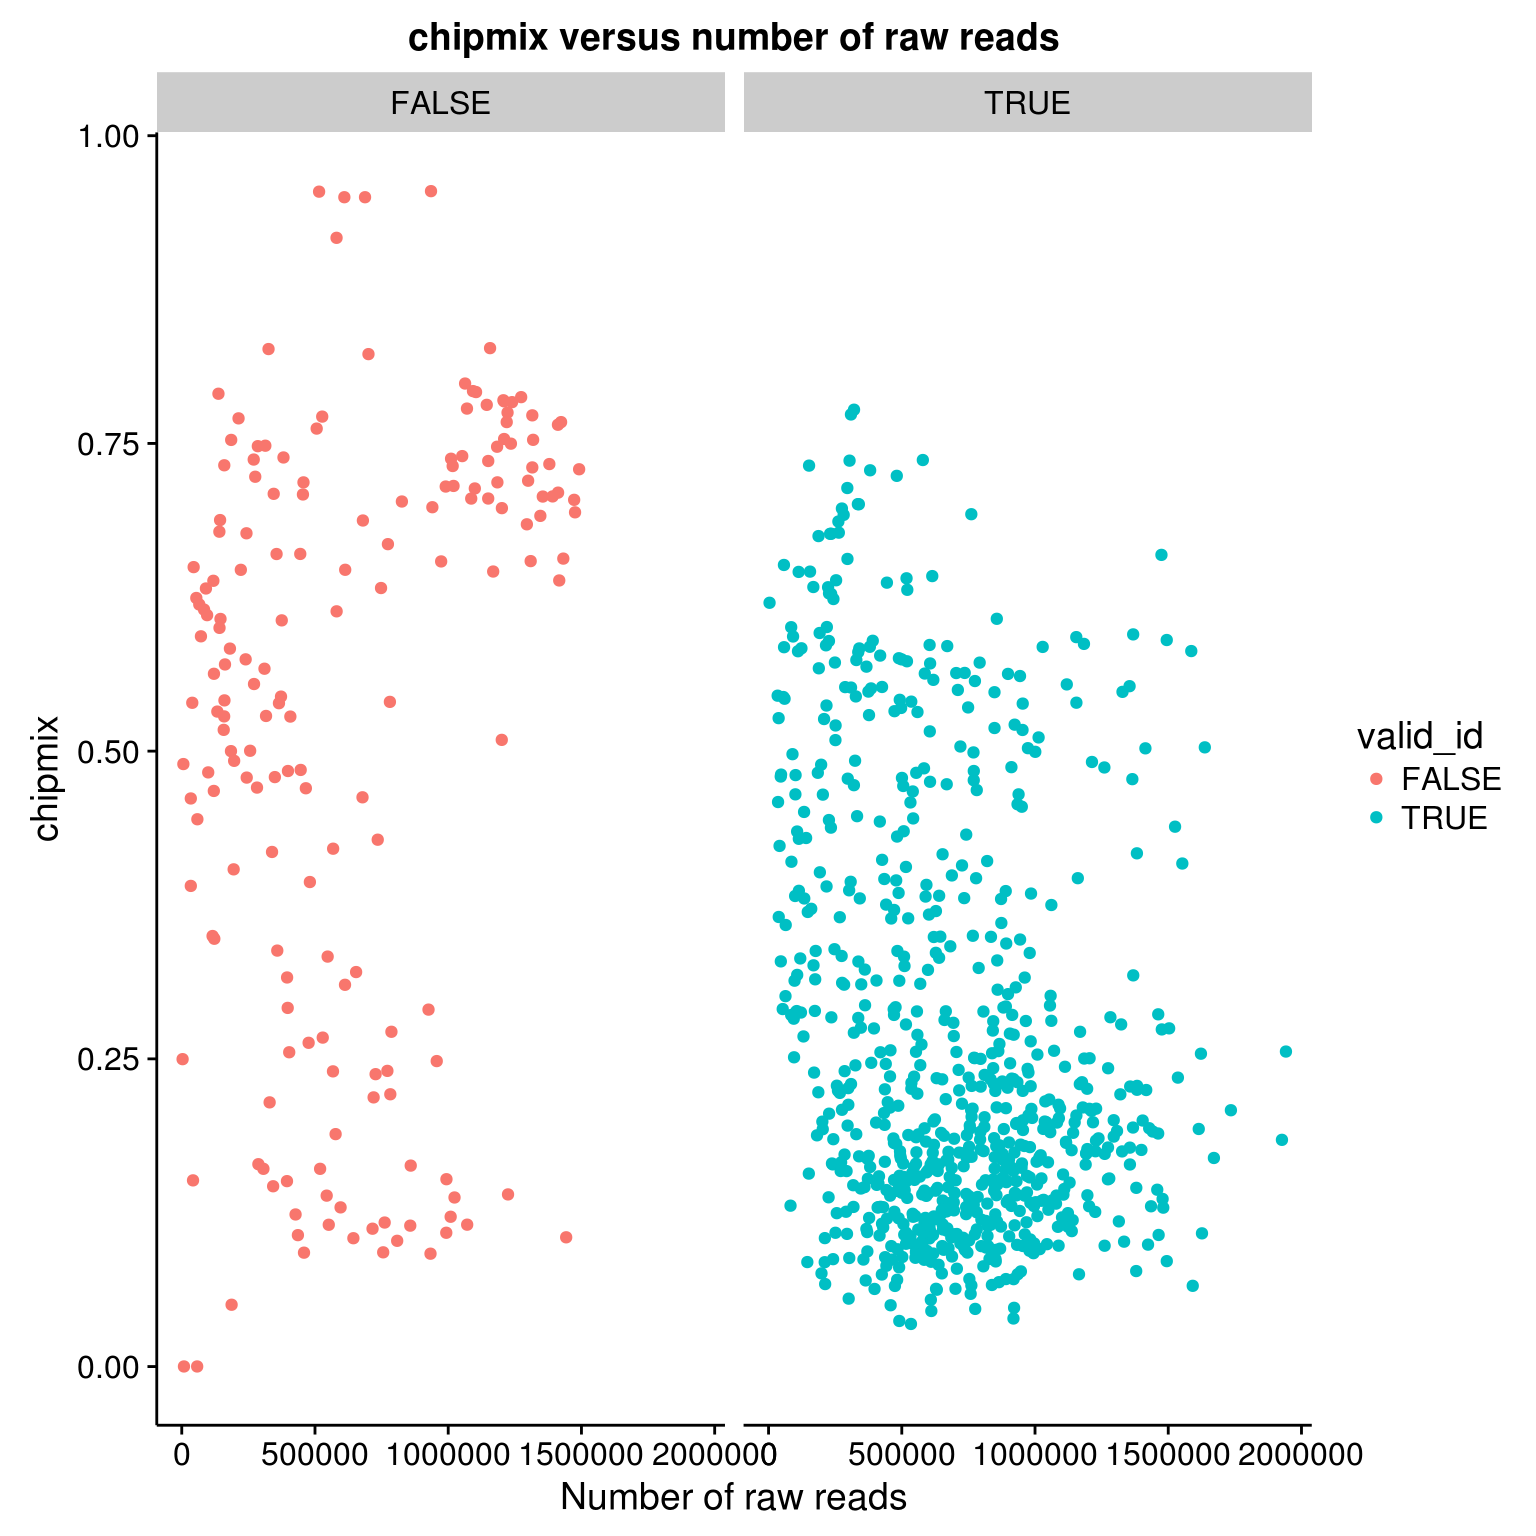 chipmix versus number of raw reads
FALSE
TRUE
1.00
0.75
0.50
0.25
0.00
chipmix
0 500000 1000000 1500000 2000000
0 500000 1000000 1500000 2000000
Number of raw reads
valid_id
FALSE
TRUE